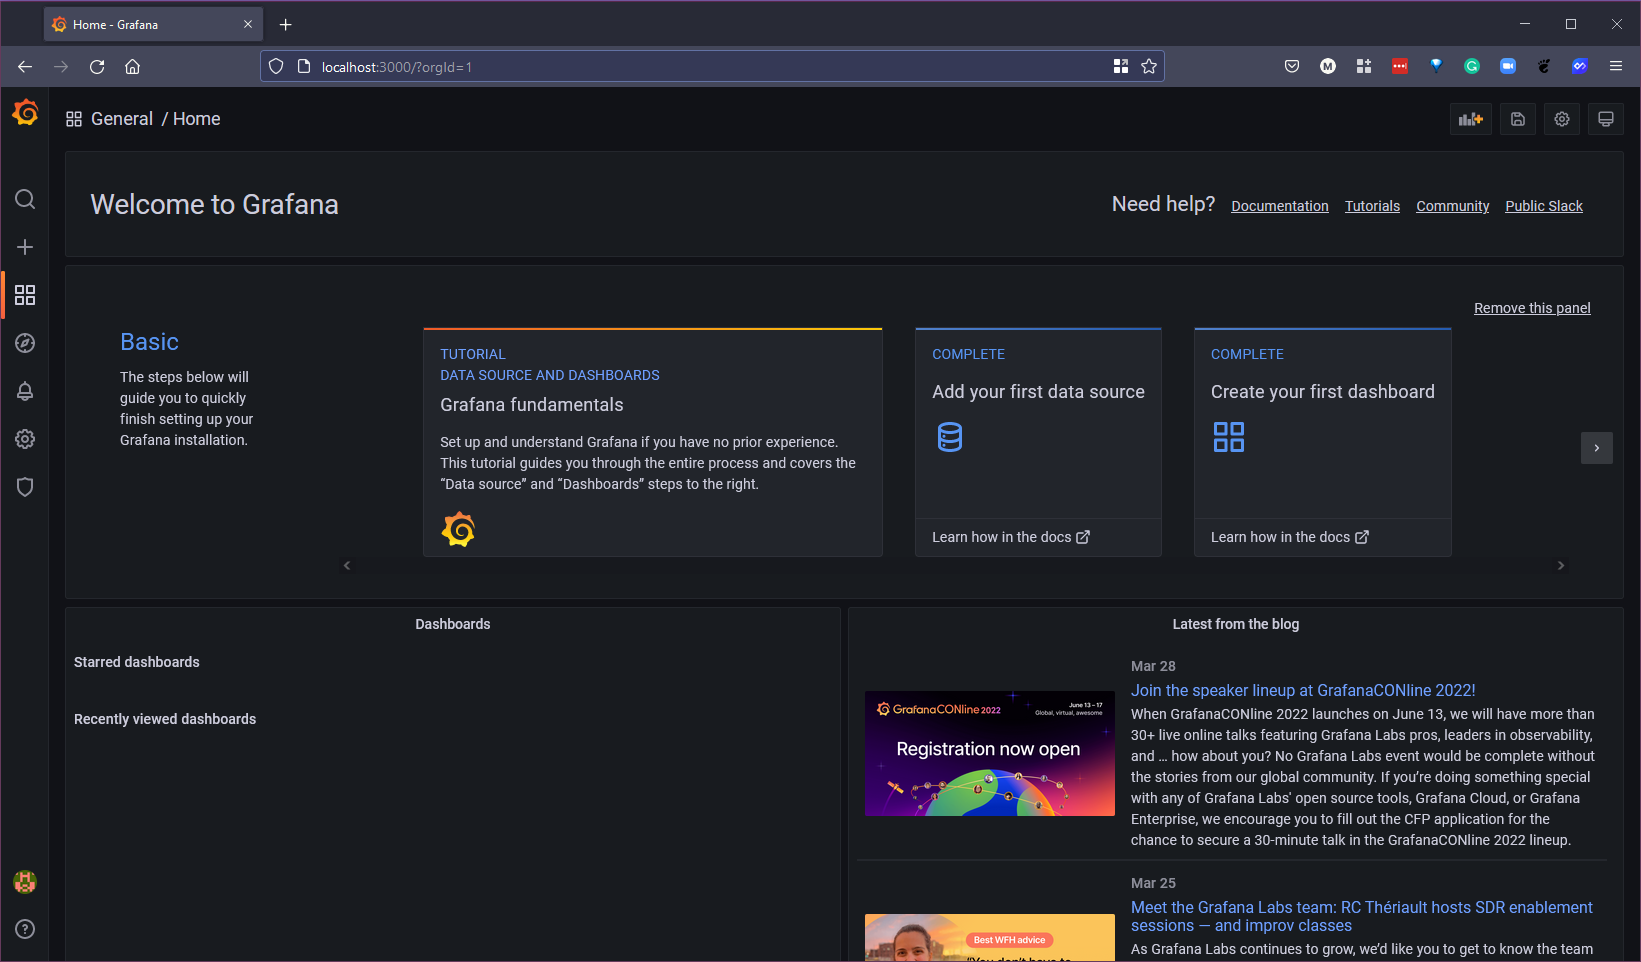 Home - Grafana
localhost:3000/?orgId=1
M
General / Home
Welcome to Grafana
Need help? Documentation Tutorials Community Public Slack
Remove this panel
Basic
The steps below will
guide you to quickly
finish setting up your
Grafana installation.
TUTORIAL
DATA SOURCE AND DASHBOARDS
Grafana fundamentals
Set up and understand Grafana if you have no prior experience.
This tutorial guides you through the entire process and covers the
“Data source” and “Dashboards” steps to the right.
COMPLETE
Add your first data source
Learn how in the docs
COMPLETE
Create your first dashboard
Learn how in the docs
Dashboards
Starred dashboards
Recently viewed dashboards
Latest from the blog
GrafanaCONline 2022
June 13 – 17
Global, virtual, awesome
Registration now open
Mar 28
Join the speaker lineup at GrafanaCONline 2022!
When GrafanaCONline 2022 launches on June 13, we will have more than
30+ live online talks featuring Grafana Labs pros, leaders in observability,
and … how about you? No Grafana Labs event would be complete without
the stories from our global community. If you’re doing something special
with any of Grafana Labs' open source tools, Grafana Cloud, or Grafana
Enterprise, we encourage you to fill out the CFP application for the
chance to secure a 30-minute talk in the GrafanaCONline 2022 lineup.
Best WFH advice
“You don’t have to
Mar 25
Meet the Grafana Labs team: RC Thériault hosts SDR enablement
sessions — and improv classes
As Grafana Labs continues to grow, we’d like you to get to know the team